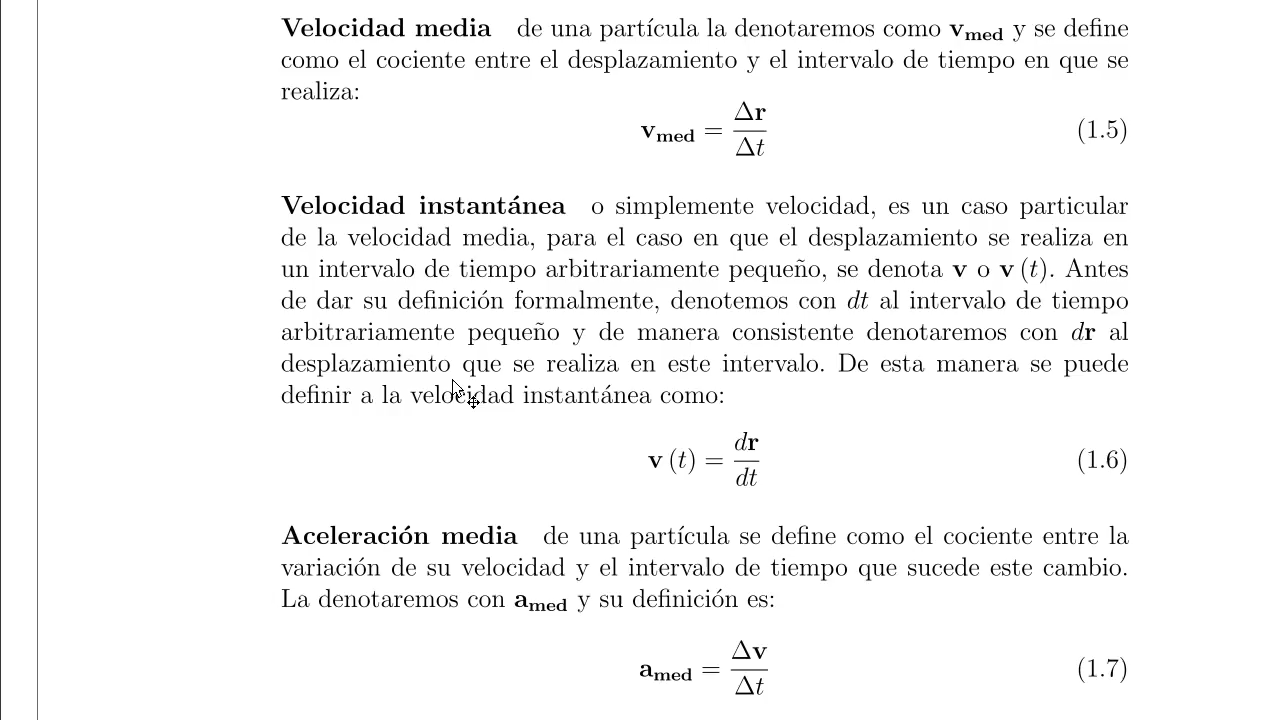 Velocidad media de una partícula la denotaremos como v_med y se define
como el cociente entre el desplazamiento y el intervalo de tiempo en que se
realiza:
v_med = Δr/Δt (1.5)
Velocidad instantánea o simplemente velocidad, es un caso particular
de la velocidad media, para el caso en que el desplazamiento se realiza en
un intervalo de tiempo arbitrariamente pequeño, se denota v o v (t). Antes
de dar su definición formalmente, denotemos con dt al intervalo de tiempo
arbitrariamente pequeño y de manera consistente denotaremos con dr al
desplazamiento que se realiza en este intervalo. De esta manera se puede
definir a la velocidad instantánea como:
v (t) = dr/dt (1.6)
Aceleración media de una partícula se define como el cociente entre la
variación de su velocidad y el intervalo de tiempo que sucede este cambio.
La denotaremos con a_med y su definición es:
a_med = Δv/Δt (1.7)